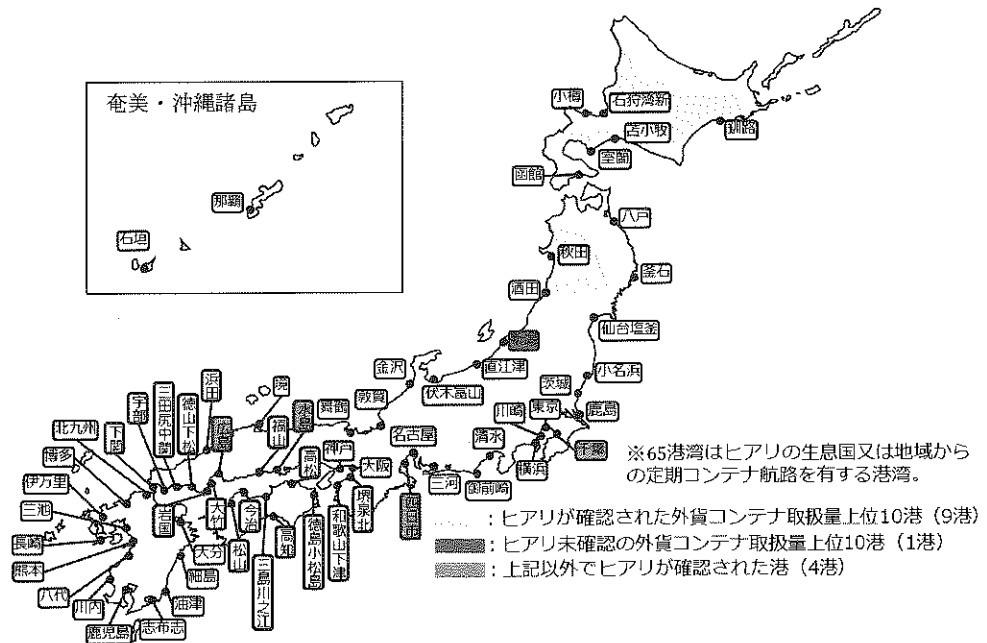 奄美・沖縄諸島
那覇
石垣
小樽
石狩湾新
苫小牧
室蘭
釧路
函館
八戸
秋田
釜石
酒田
仙台塩釜
直江津
小名浜
金沢
伏木富山
茨城
鹿島
東京
川崎
千葉
横浜
清水
御前崎
三河
名古屋
四日市
敦賀
舞鶴
境
浜田
水島
福山
広島
徳山下松
三田尻中関
宇部
下関
北九州
博多
伊万里
三池
長崎
熊本
八代
川内
鹿児島
志布志
油津
細島
大分
岩国
大竹
松山
今治
三島川之江
高知
高松
徳島小松島
和歌山下津
神戸
大阪
堺泉北
※65港湾はヒアリの生息国又は地域から
の定期コンテナ航路を有する港湾。
：ヒアリが確認された外貨コンテナ取扱量上位10港（9港）
：ヒアリ未確認の外貨コンテナ取扱量上位10港（1港）
：上記以外でヒアリが確認された港（4港）